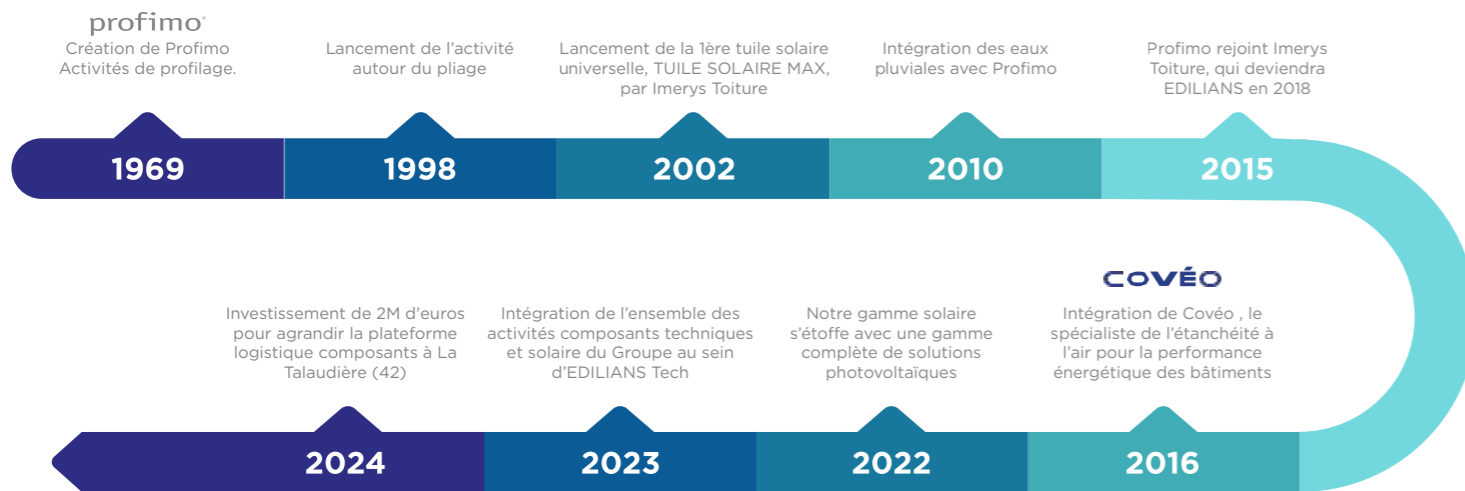 profimo
Création de Profimo
Activités de profilage.
1969
Lancement de l'activité
autour du pliage
1998
Lancement de la 1ère tuile solaire
universelle, TUILE SOLAIRE MAX,
par Imerys Toiture
2002
Intégration des eaux
pluviales avec Profimo
2010
Profimo rejoint Imerys
Toiture, qui deviendra
EDILIANS en 2018
2015
COVÉO
Intégration de Covéo , le
spécialiste de l'étanchéité à
l'air pour la performance
énergétique des bâtiments
2016
Notre gamme solaire
s'étoffe avec une gamme
complète de solutions
photovoltaïques
2022
Intégration de l'ensemble des
activités composants techniques
et solaire du Groupe au sein
d'EDILIANS Tech
2023
Investissement de 2M d'euros
pour agrandir la plateforme
logistique composants à La
Talaudière (42)
2024